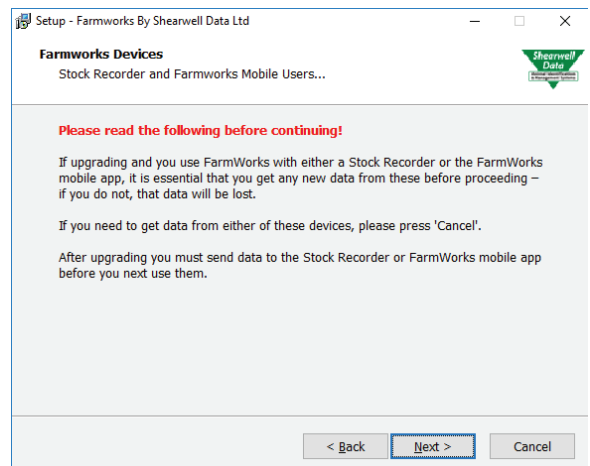 Setup - Farmworks By Shearwell Data Ltd
Farmworks Devices
Stock Recorder and Farmworks Mobile Users...
Shearwell
Data
Please read the following before continuing!
If upgrading and you use FarmWorks with either a Stock Recorder or the FarmWorks
mobile app, it is essential that you get any new data from these before proceeding –
if you do not, that data will be lost.
If you need to get data from either of these devices, please press 'Cancel'.
After upgrading you must send data to the Stock Recorder or FarmWorks mobile app
before you next use them.
< Back
Next >
Cancel